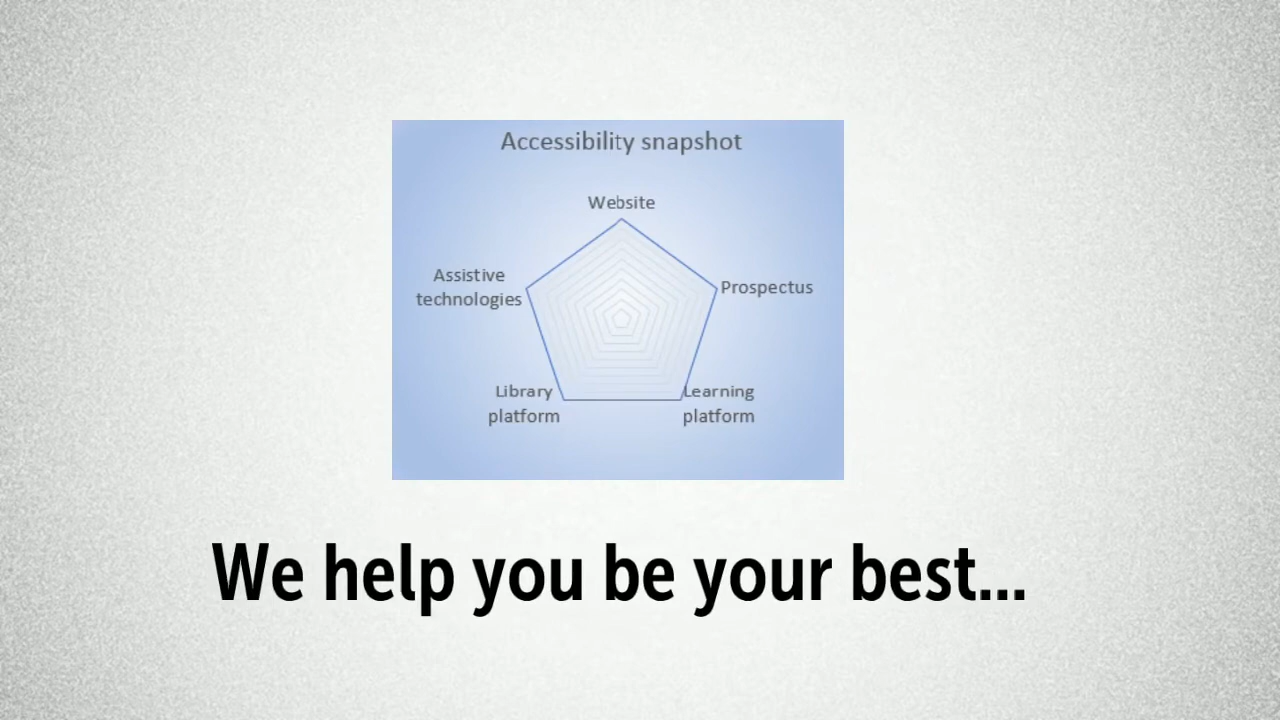 Accessibility snapshot
Website
Assistive
technologies
Prospectus
Library
platform
Learning
platform
We help you be your best...